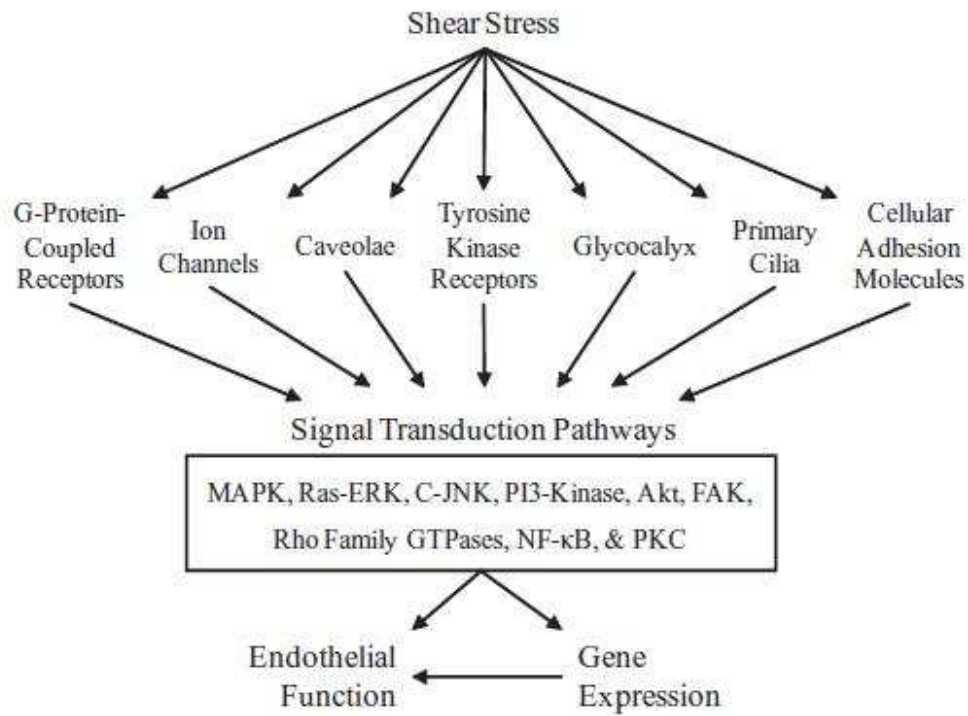 Shear Stress
G-Protein-
Coupled
Receptors
Ion
Channels
Caveolae
Tyrosine
Kinase
Receptors
Glycocalyx
Primary
Cilia
Cellular
Adhesion
Molecules
Signal Transduction Pathways
MAPK, Ras-ERK, C-JNK, PI3-Kinase, Akt, FAK,
Rho Family GTPases, NF-κB, & PKC
Endothelial
Function
Gene
Expression